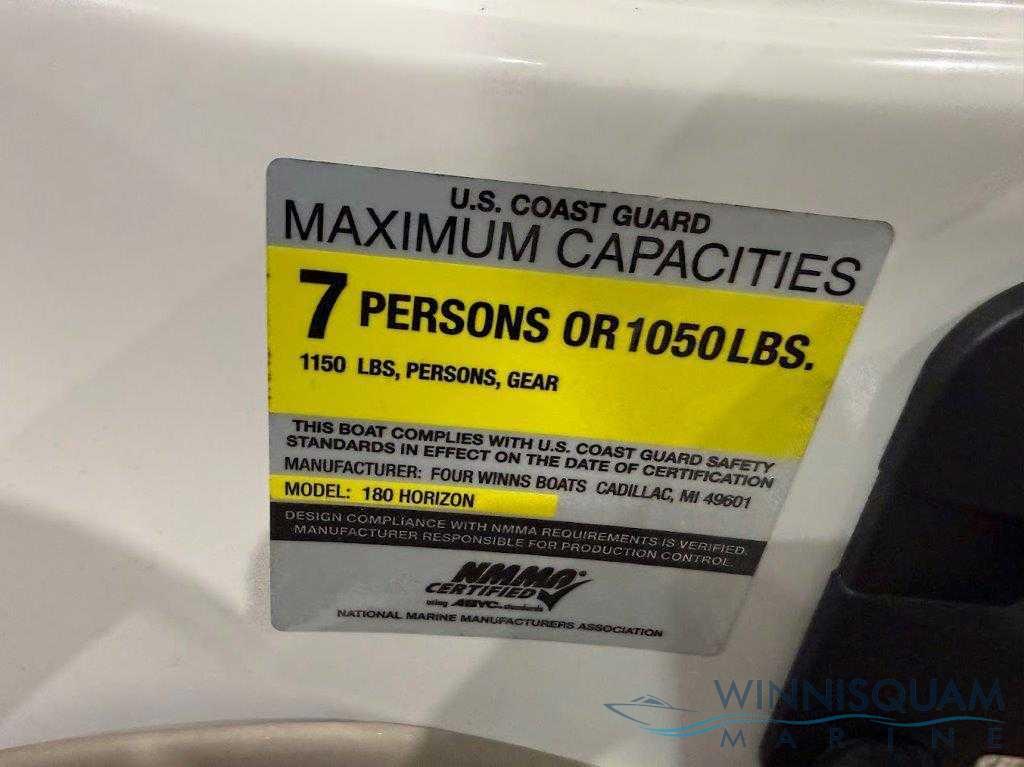 U.S. COAST GUARD
MAXIMUM CAPACITIES
7 PERSONS OR 1050 LBS.
1150 LBS, PERSONS, GEAR
THIS BOAT COMPLIES WITH U.S. COAST GUARD SAFETY
STANDARDS IN EFFECT ON THE DATE OF CERTIFICATION
MANUFACTURER: FOUR WINNS BOATS CADILLAC, MI 49601
MODEL: 180 HORIZON
DESIGN COMPLIANCE WITH NMMA REQUIREMENTS IS VERIFIED.
MANUFACTURER RESPONSIBLE FOR PRODUCTION CONTROL.
NMMA®
CERTIFIED
using ABYC standards
NATIONAL MARINE MANUFACTURERS ASSOCIATION
WINNISQUAM
MARINE